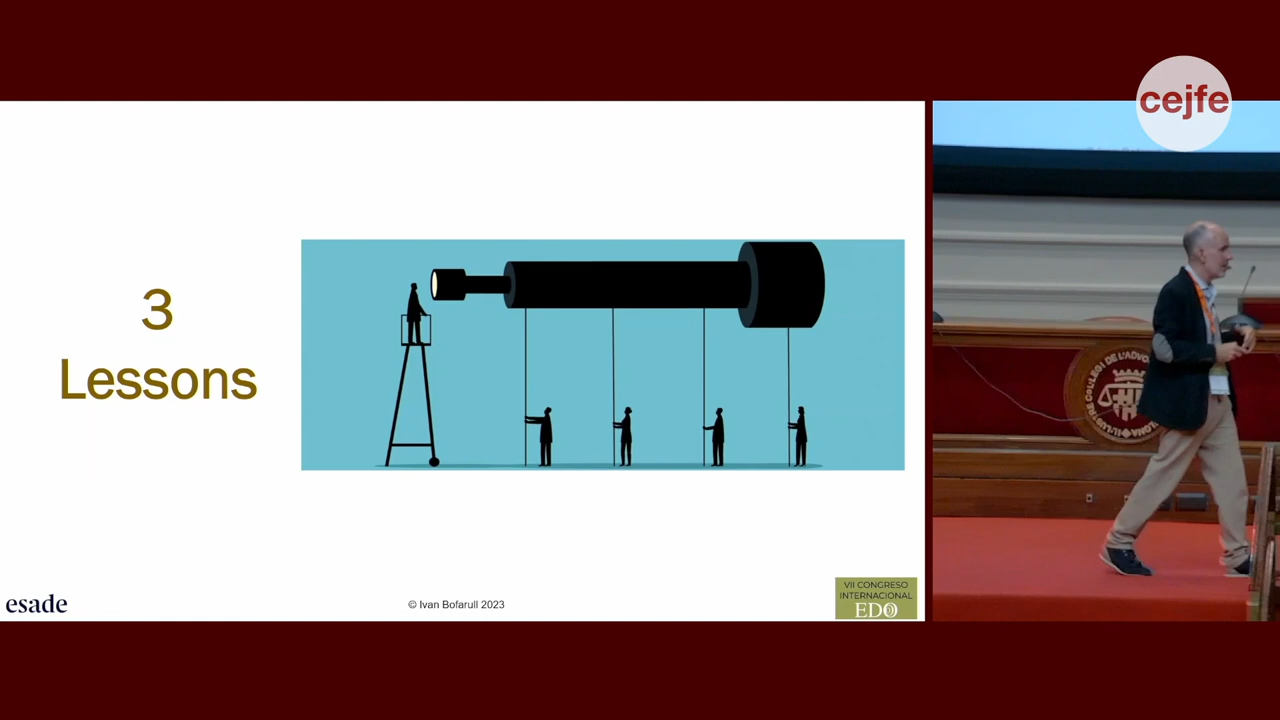 cejfe
3
Lessons
esade
© Ivan Bofarull 2023
VII CONGRESO
INTERNACIONAL
EDO